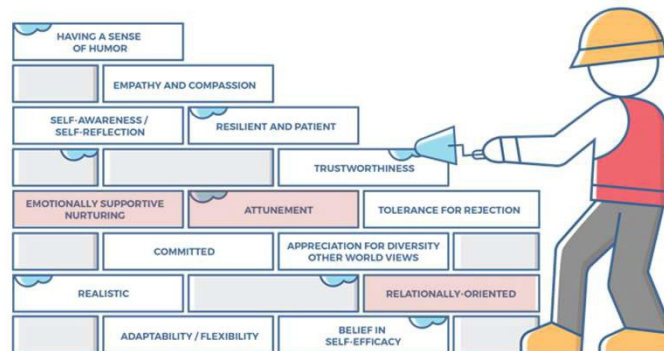 HAVING A SENSE
OF HUMOR
EMPATHY AND COMPASSION
SELF-AWARENESS /
SELF-REFLECTION
RESILIENT AND PATIENT
TRUSTWORTHINESS
EMOTIONALLY SUPPORTIVE
NURTURING
ATTUNEMENT
TOLERANCE FOR REJECTION
COMMITTED
APPRECIATION FOR DIVERSITY
OTHER WORLD VIEWS
REALISTIC
RELATIONALLY-ORIENTED
ADAPTABILITY / FLEXIBILITY
BELIEF IN
SELF-EFFICACY